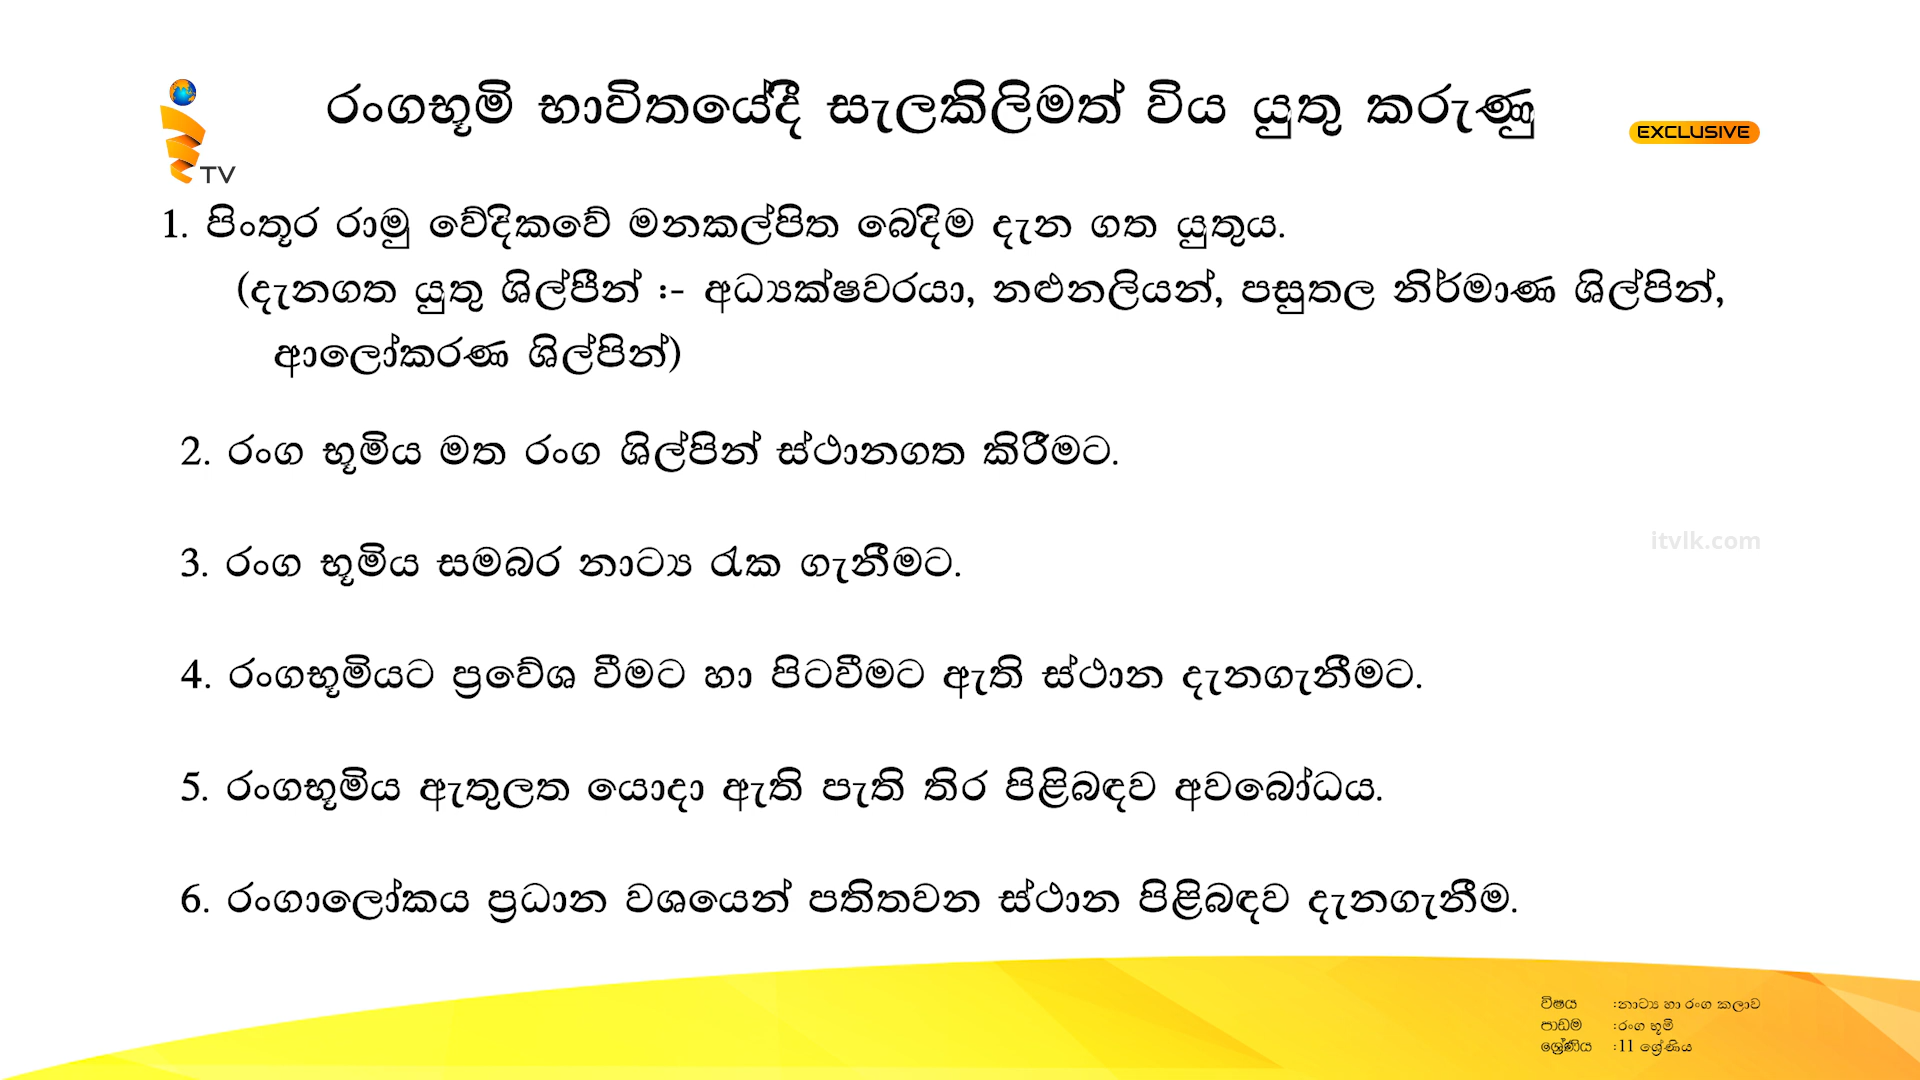 රංගභූමි භාවිතයේදී සැලකිලිමත් විය යුතු කරුණු
TV
EXCLUSIVE
1. පිංතූර රාමු වේදිකවේ මනකල්පිත බෙදිම දැන ගත යුතුය.
(දැනගත යුතු ශිල්පීන් :- අධ්‍යක්ෂවරයා, නළුනලියන්, පසුතල නිර්මාණ ශිල්පින්,
ආලෝකරණ ශිල්පින්)
2. රංග භූමිය මත රංග ශිල්පින් ස්ථානගත කිරීමට.
itvlk.com
3. රංග භූමිය සමබර නාට්‍ය රැක ගැනීමට.
4. රංගභූමියට ප්‍රවේශ වීමට හා පිටවීමට ඇති ස්ථාන දැනගැනීමට.
5. රංගභූමිය ඇතුලත යොදා ඇති පැති තිර පිළිබඳව අවබෝධය.
6. රංගාලෝකය ප්‍රධාන වශයෙන් පතිතවන ස්ථාන පිළිබඳව දැනගැනීම.
විෂය :නාට්‍ය හා රංග කලාව
පාඩම :රංග භූමි
ශ්‍රේණිය :11 ශ්‍රේණිය